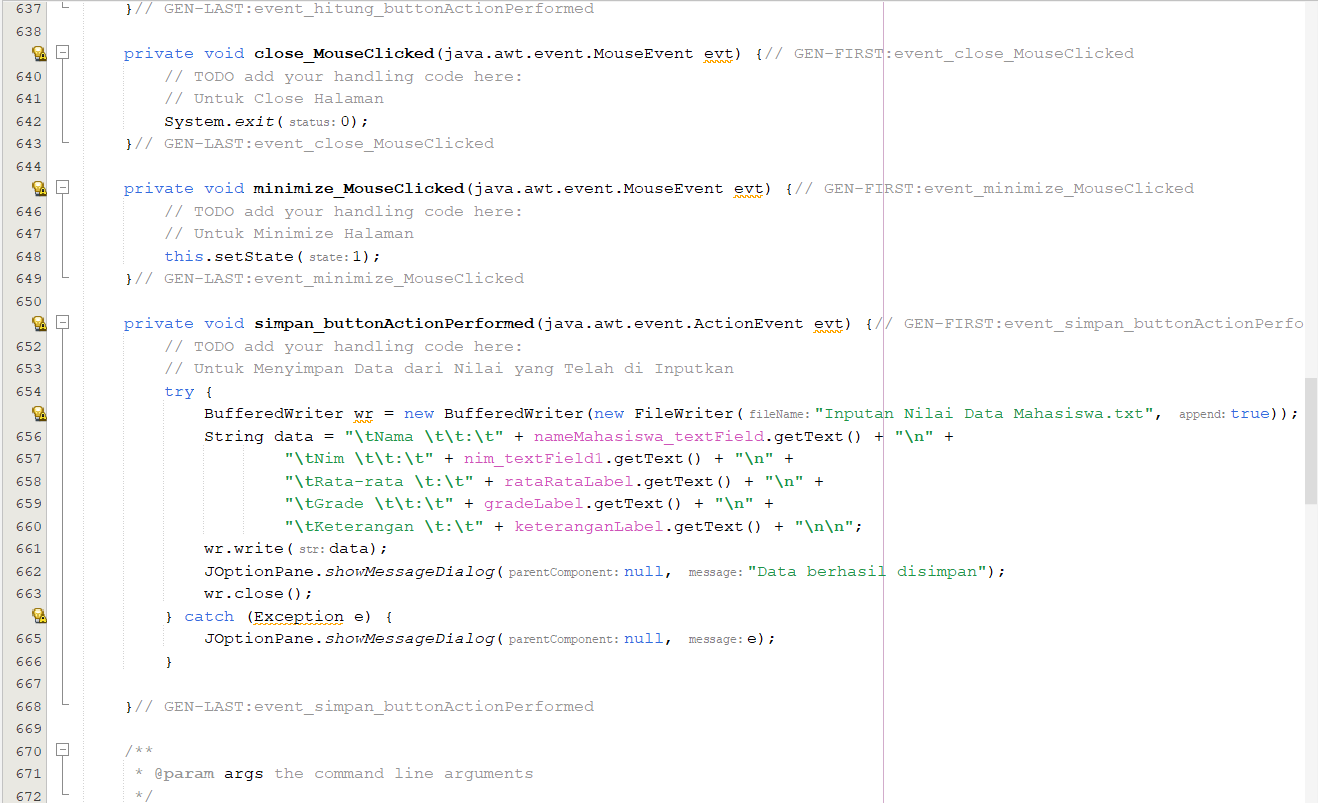 637 }// GEN-LAST:event_hitung_buttonActionPerformed
638
private void close_MouseClicked(java.awt.event.MouseEvent evt) {// GEN-FIRST:event_close_MouseClicked
640 // TODO add your handling code here:
641 // Untuk Close Halaman
642 System.exit( status: 0);
643 }// GEN-LAST:event_close_MouseClicked
644
private void minimize_MouseClicked(java.awt.event.MouseEvent evt) {// GEN-FIRST:event_minimize_MouseClicked
646 // TODO add your handling code here:
647 // Untuk Minimize Halaman
648 this.setState( state: 1);
649 }// GEN-LAST:event_minimize_MouseClicked
650
private void simpan_buttonActionPerformed(java.awt.event.ActionEvent evt) {// GEN-FIRST:event_simpan_buttonActionPerfo
652 // TODO add your handling code here:
653 // Untuk Menyimpan Data dari Nilai yang Telah di Inputkan
654 try {
BufferedWriter wr = new BufferedWriter(new FileWriter( fileName: "Inputan Nilai Data Mahasiswa.txt", append: true));
656 String data = "\tNama \t\t:\t" + nameMahasiswa_textField.getText() + "\n" +
657 "\tNim \t\t:\t" + nim_textField1.getText() + "\n" +
658 "\tRata-rata \t:\t" + rataRataLabel.getText() + "\n" +
659 "\tGrade \t\t:\t" + gradeLabel.getText() + "\n" +
660 "\tKeterangan \t:\t" + keteranganLabel.getText() + "\n\n";
661 wr.write( str: data);
662 JOptionPane.showMessageDialog( parentComponent: null, message: "Data berhasil disimpan");
663 wr.close();
} catch (Exception e) {
665 JOptionPane.showMessageDialog( parentComponent: null, message: e);
666 }
667
668 }// GEN-LAST:event_simpan_buttonActionPerformed
669
670 /**
671 * @param args the command line arguments
672 */